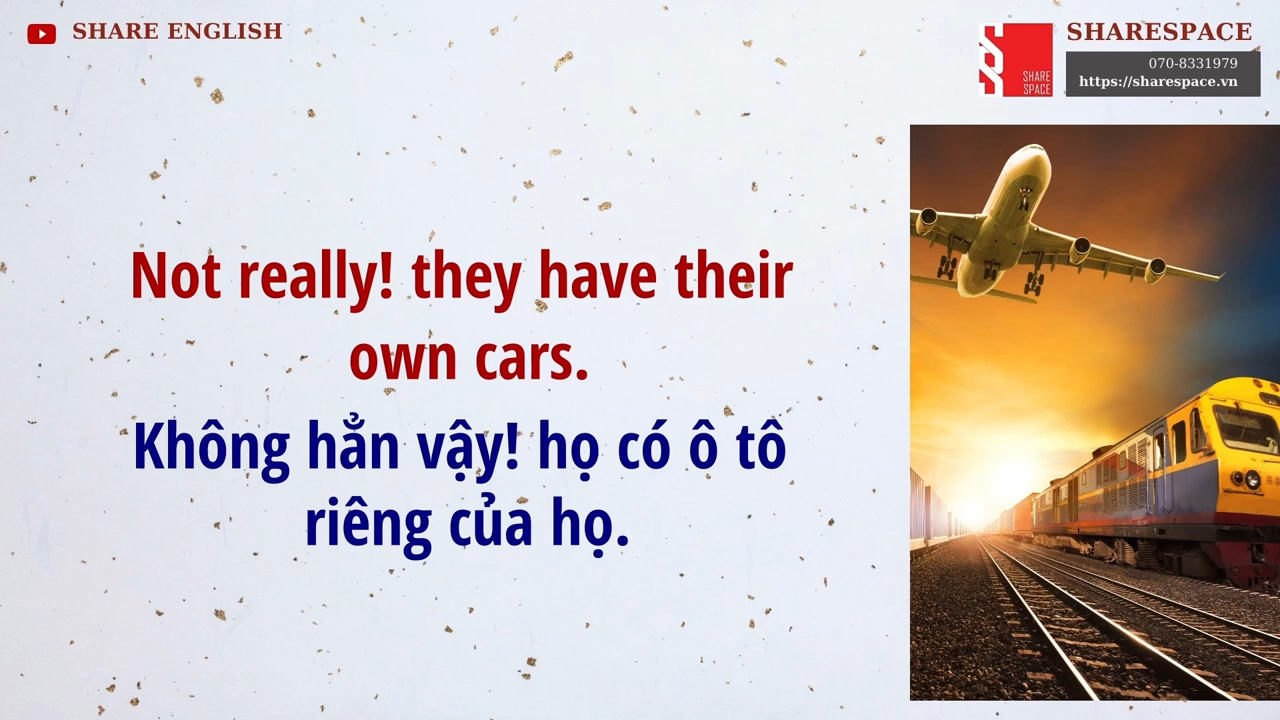 SHARE ENGLISH
SHARESPACE
070-8331979
https://sharespace.vn
SHARE
SPACE
Not really! they have their
own cars.
Không hẳn vậy! họ có ô tô
riêng của họ.